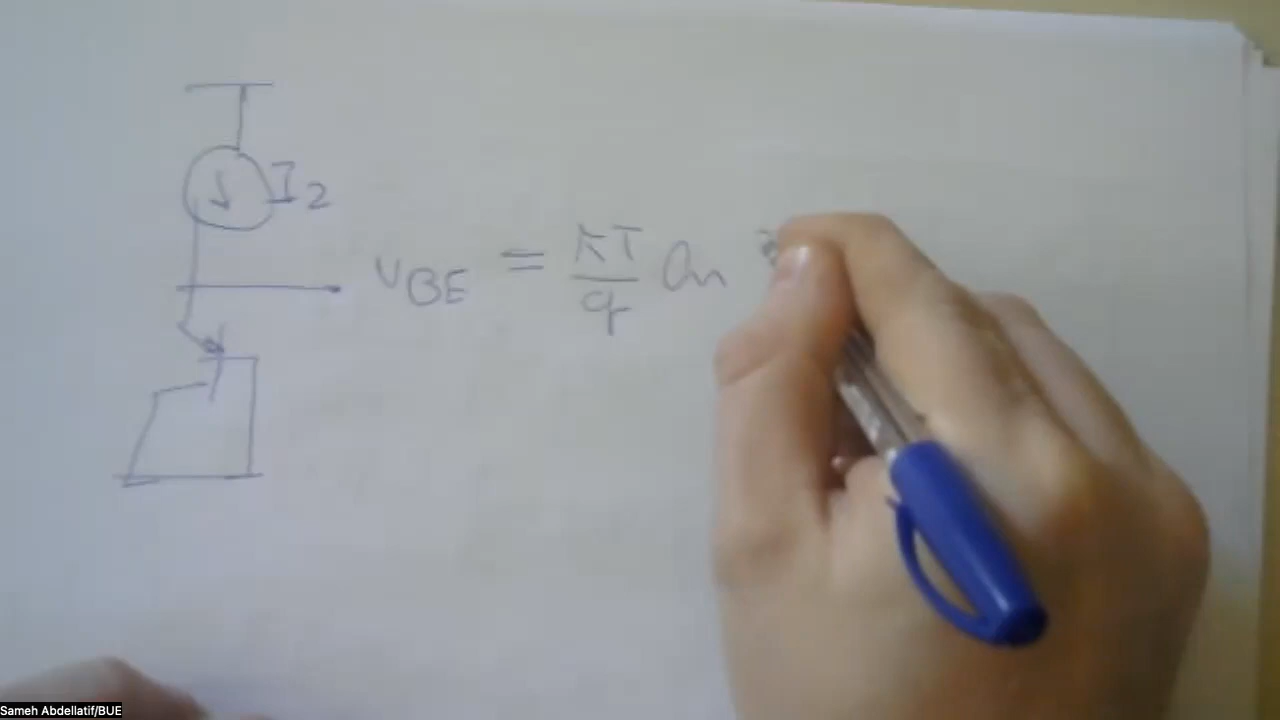 I2
VBE = KT/q ln
Sameh Abdellatif/BUE